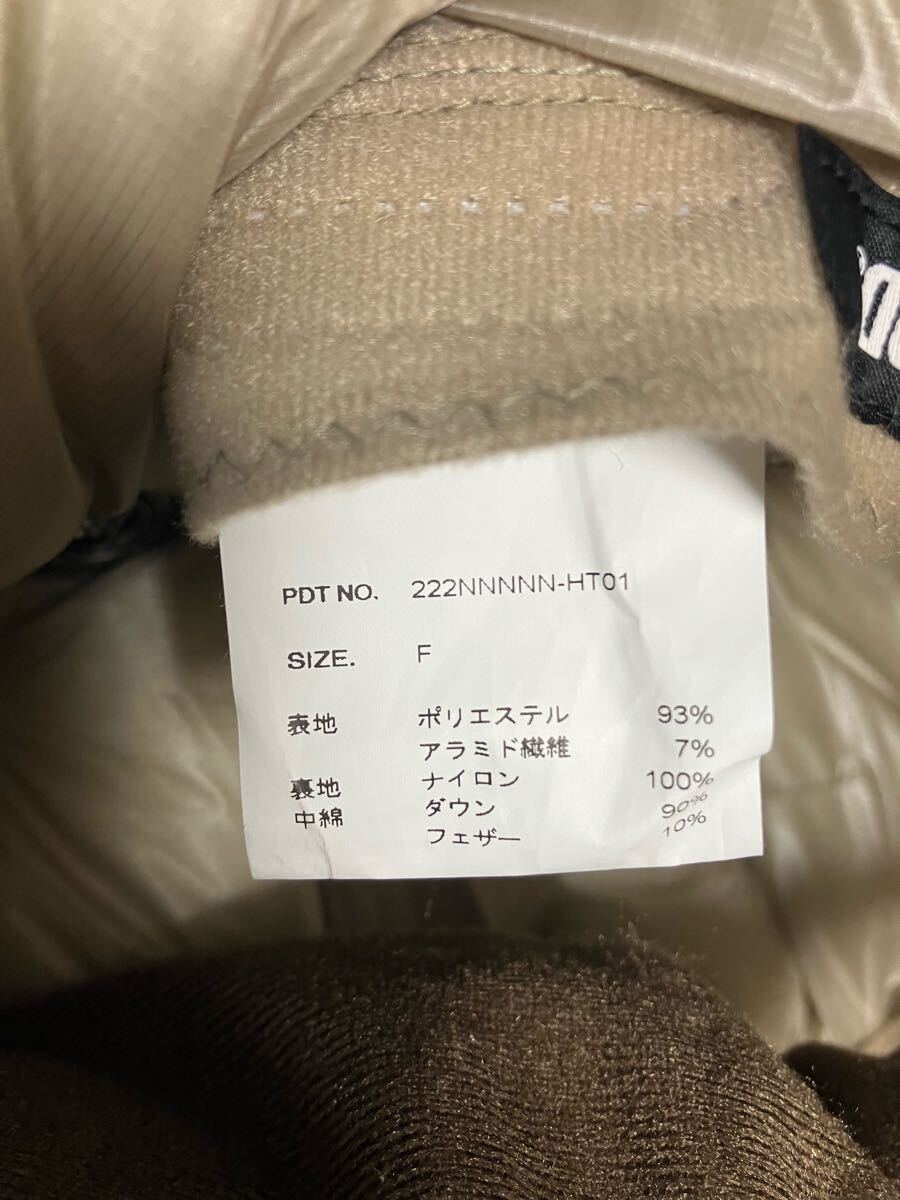 PDT NO. 222NNNNN-HT01
SIZE. F
表地 ポリエステル 93%
アラミド繊維 7%
裏地 ナイロン 100%
中綿 ダウン 90%
フェザー 10%